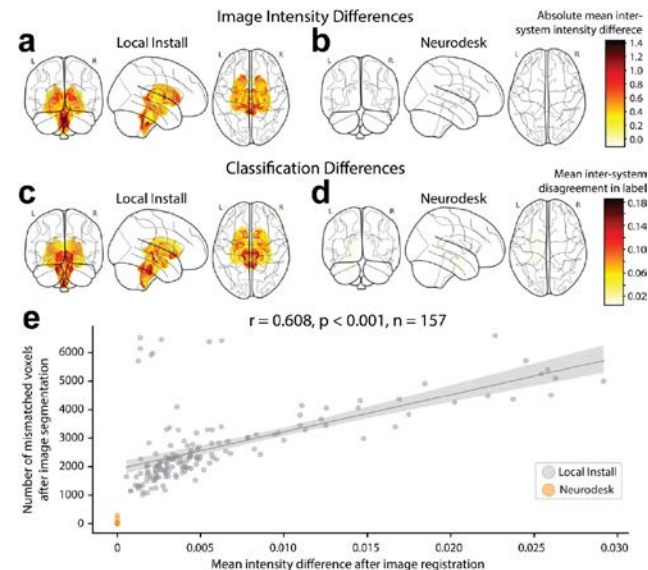 Image Intensity Differences
a
Local Install
L
R
b
Neurodesk
L
R
Absolute mean inter-
system intensity differece
1.4
1.2
1.0
0.8
0.6
0.4
0.2
0.0
Classification Differences
c
Local Install
L
R
d
Neurodesk
L
R
Mean inter-system
disagreement in label
0.18
0.14
0.10
0.06
0.02
e
r = 0.608, p < 0.001, n = 157
Number of mismatched voxels
after image segmentation
6000
5000
4000
3000
2000
1000
0
Local Install
Neurodesk
0
0.005
0.010
0.015
0.020
0.025
0.030
Mean intensity difference after image registration